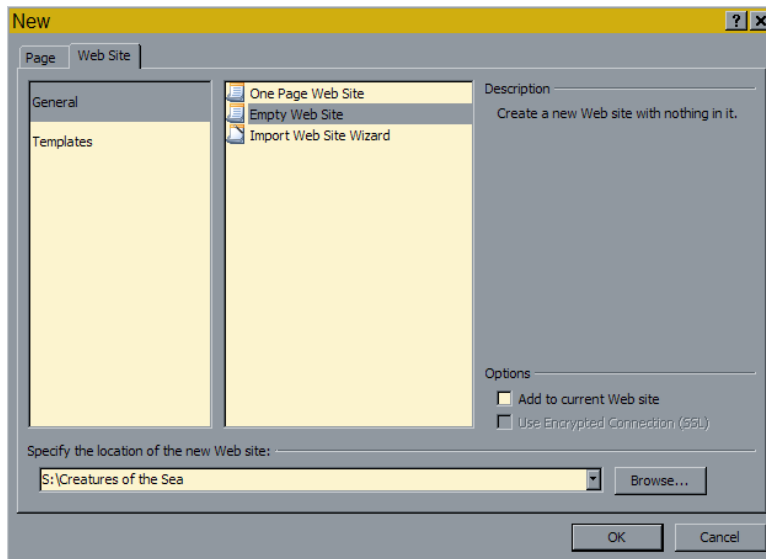 New
Page
Web Site
General
Templates
One Page Web Site
Empty Web Site
Import Web Site Wizard
Description
Create a new Web site with nothing in it.
Options
Add to current Web site
Use Encrypted Connection (SSL)
Specify the location of the new Web site:
S:\Creatures of the Sea
Browse...
OK
Cancel